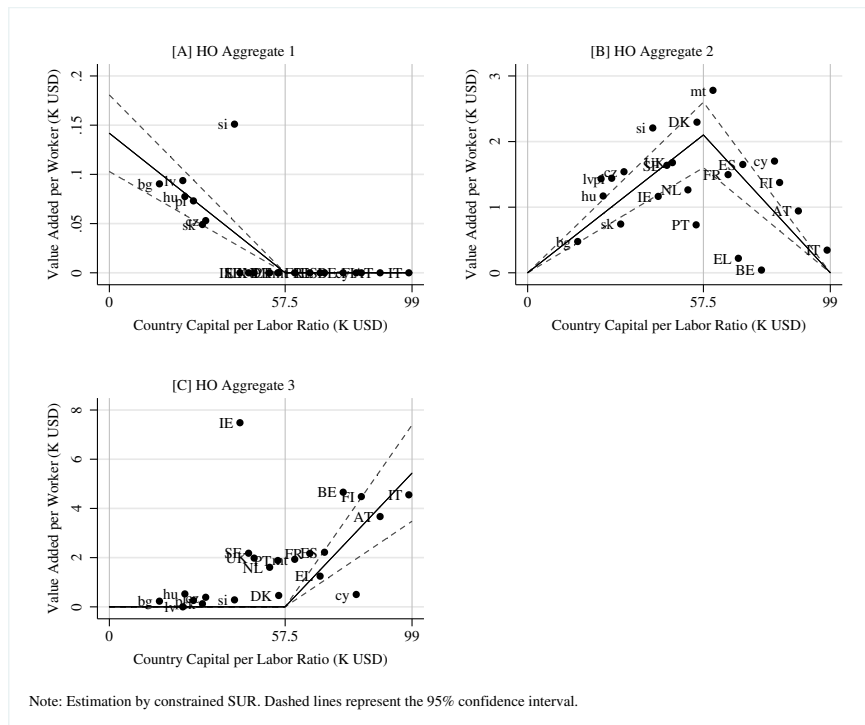 [A] HO Aggregate 1
Value Added per Worker (K USD)
.2
.15
.1
.05
0
si
lv
bg
hu
pl
cz
sk
IT
0
57.5
99
Country Capital per Labor Ratio (K USD)
[B] HO Aggregate 2
Value Added per Worker (K USD)
3
2
1
0
mt
DK
si
UK
SE
ES
cy
cz
lv
pl
FR
FI
hu
IE
NL
AT
sk
PT
bg
EL
BE
IT
0
57.5
99
Country Capital per Labor Ratio (K USD)
[C] HO Aggregate 3
Value Added per Worker (K USD)
8
6
4
2
0
IE
BE
FI
IT
AT
SE
UK
PT
mt
FR
ES
NL
EL
hu
bg
lv
si
DK
cy
0
57.5
99
Country Capital per Labor Ratio (K USD)
Note: Estimation by constrained SUR. Dashed lines represent the 95% confidence interval.